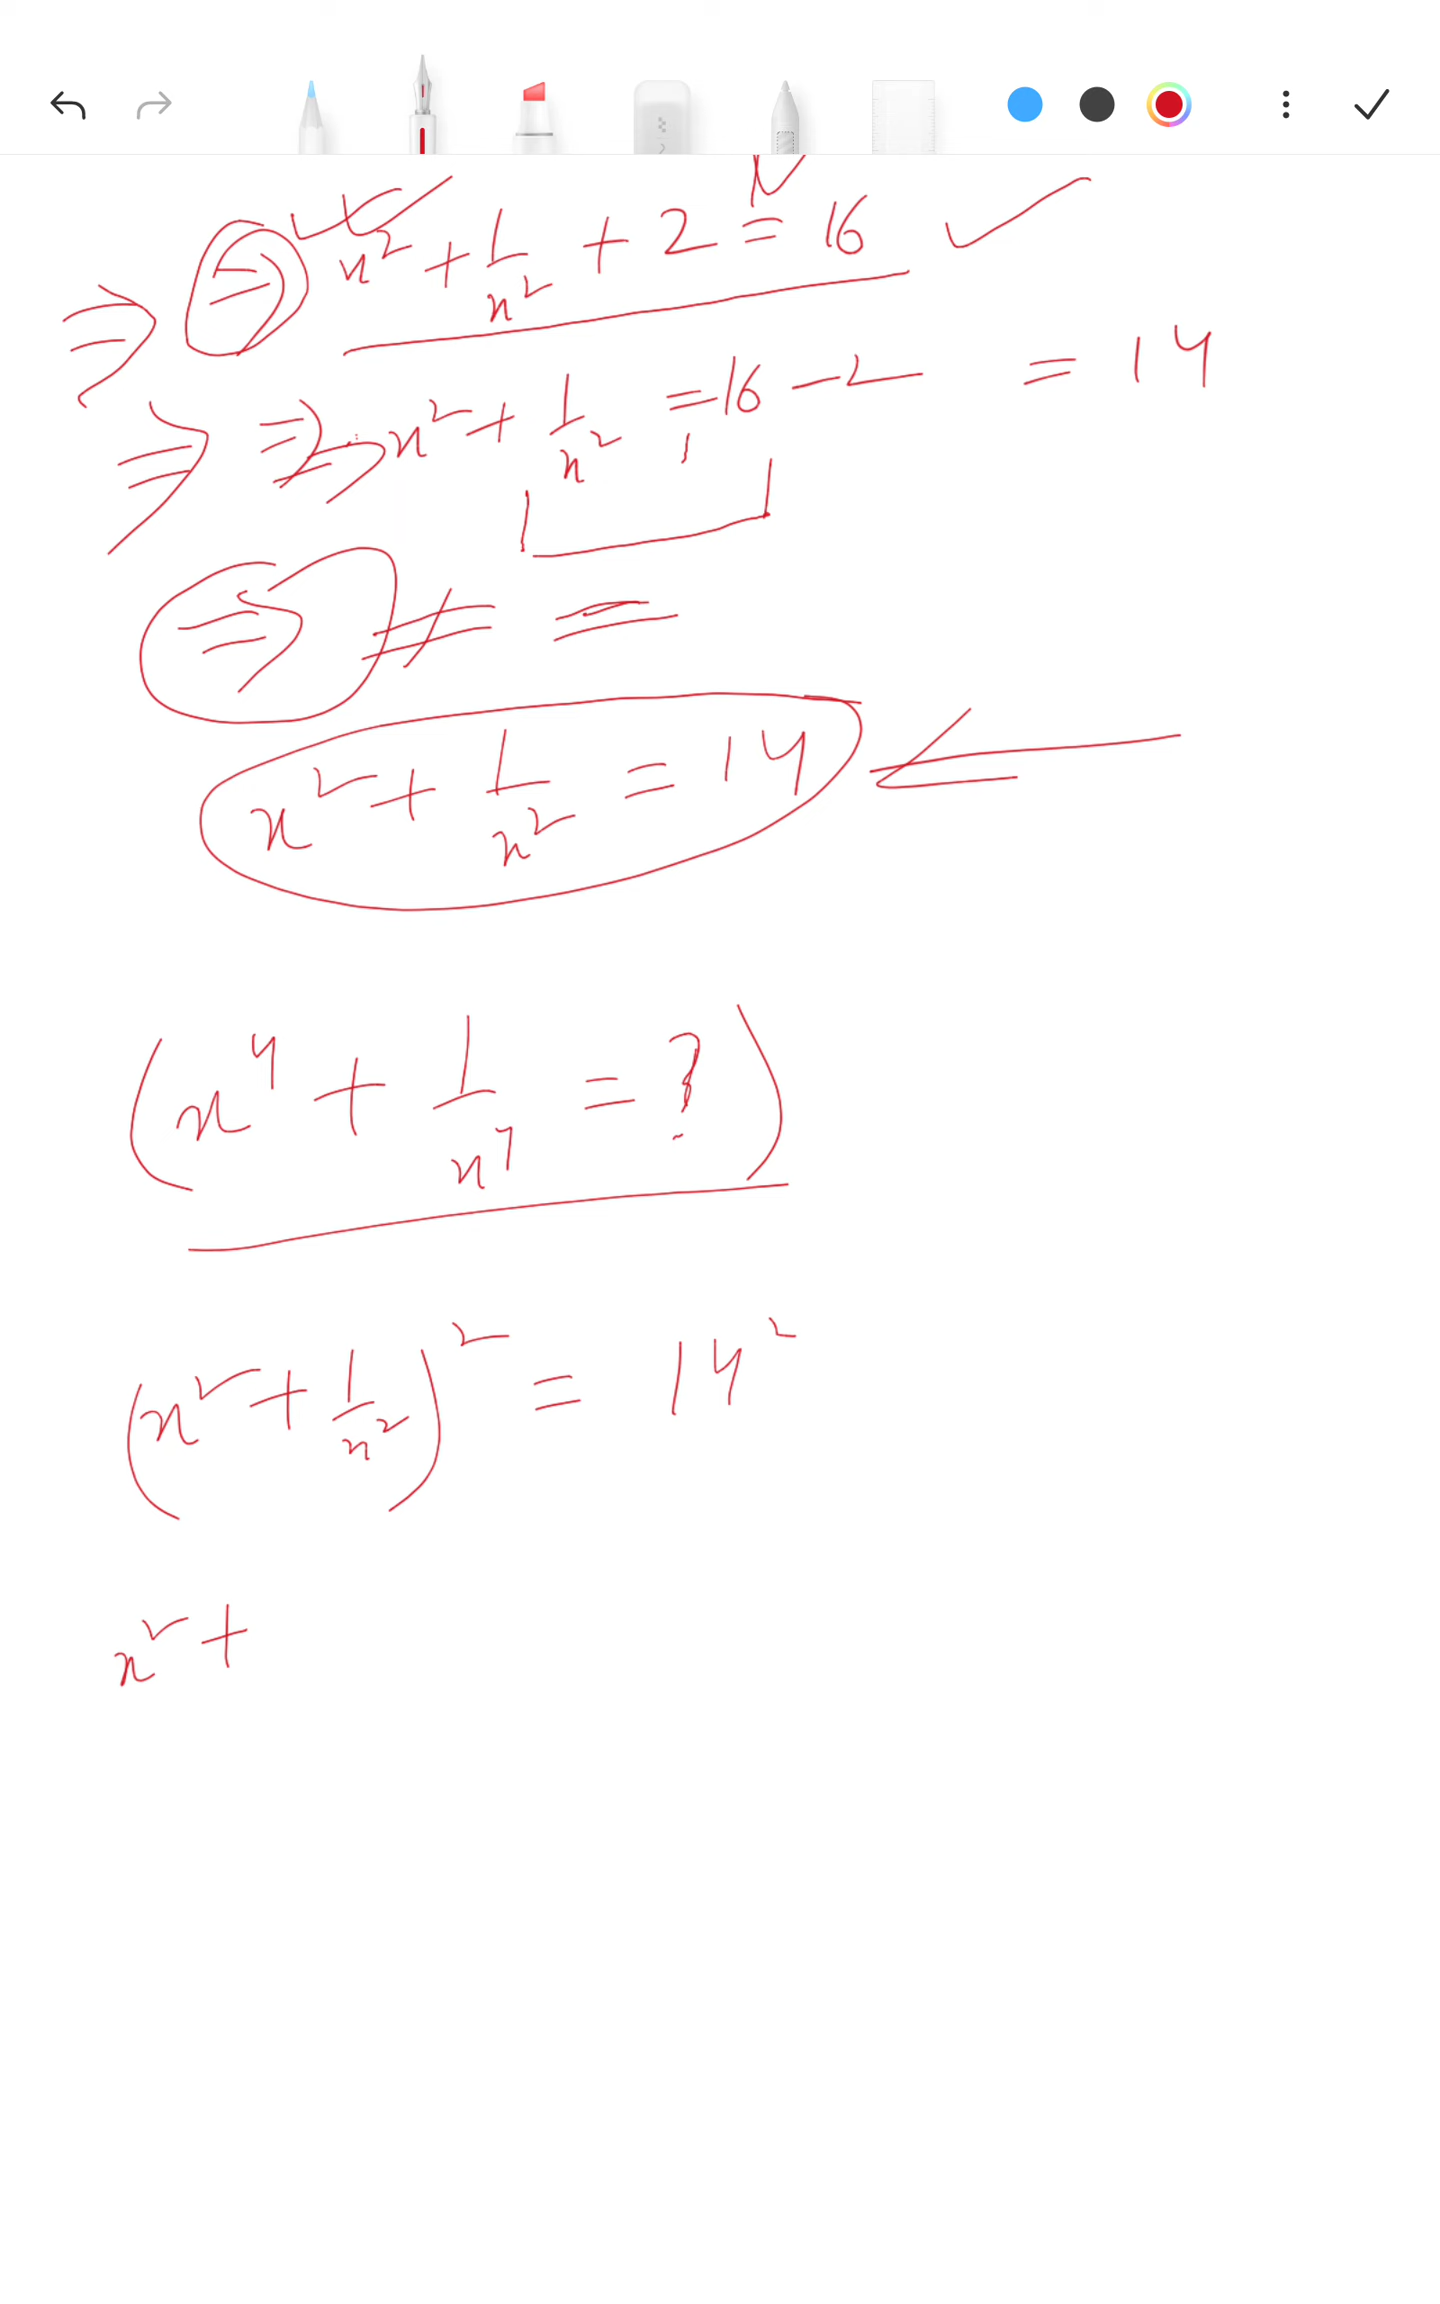 ⇒ ⇒ x² + 1/x² + 2 = 16
⇒ ⇒ x² + 1/x² = 16 - 2 = 14
⇒ ≠ =
x² + 1/x² = 14
(x⁴ + 1/x⁴ = ?)
(x² + 1/x²)² = 14²
x² +